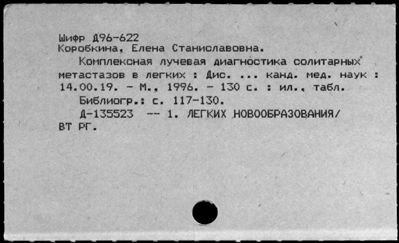 Шифр Д96-622
Коробкина, Елена Станиславовна.
Комплексная лучевая диагностика солитарных
метастазов в легких : Дис. ... канд. мед. наук :
14.00.19. - М., 1996. - 130 с. : ил., табл.
Библиогр.: с. 117-130.
Д-135523 -- 1. ЛЕГКИХ НОВООБРАЗОВАНИЯ/
ВТ РГ.